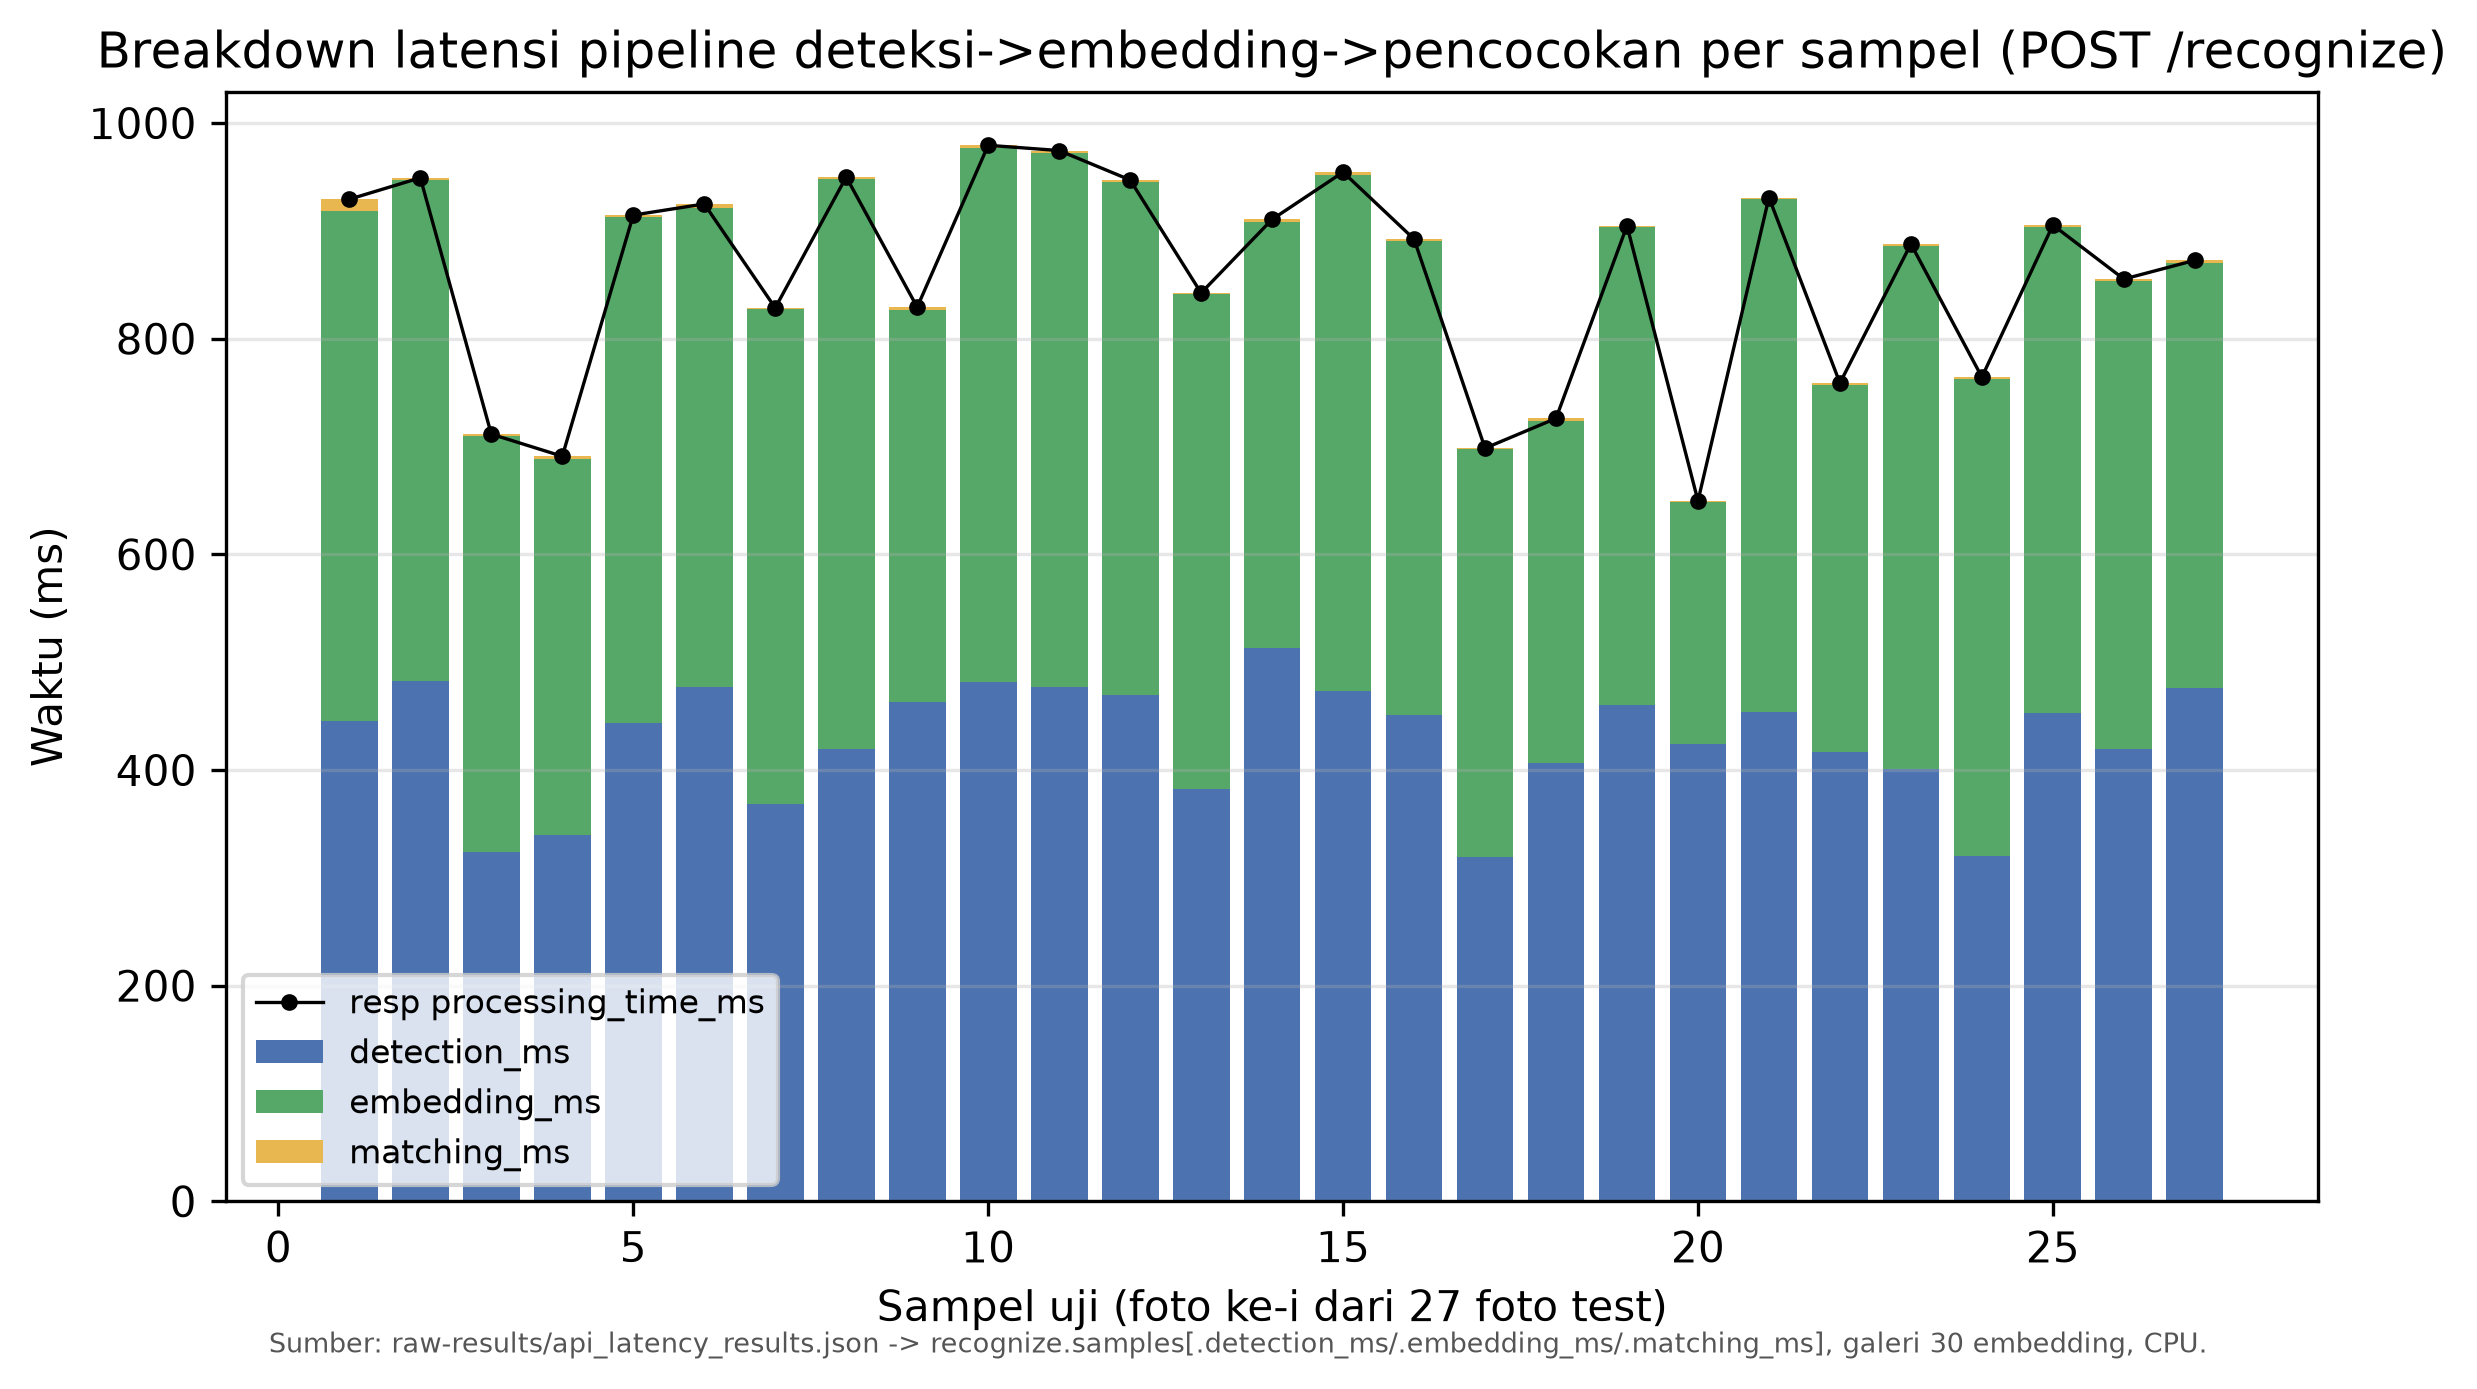 Breakdown latensi pipeline deteksi->embedding->pencocokan per sampel (POST /recognize)
1000
800
600
400
200
0
Waktu (ms)
resp processing_time_ms
detection_ms
embedding_ms
matching_ms
0 5 10 15 20 25
Sampel uji (foto ke-i dari 27 foto test)
Sumber: raw-results/api_latency_results.json -> recognize.samples[.detection_ms/.embedding_ms/.matching_ms], galeri 30 embedding, CPU.